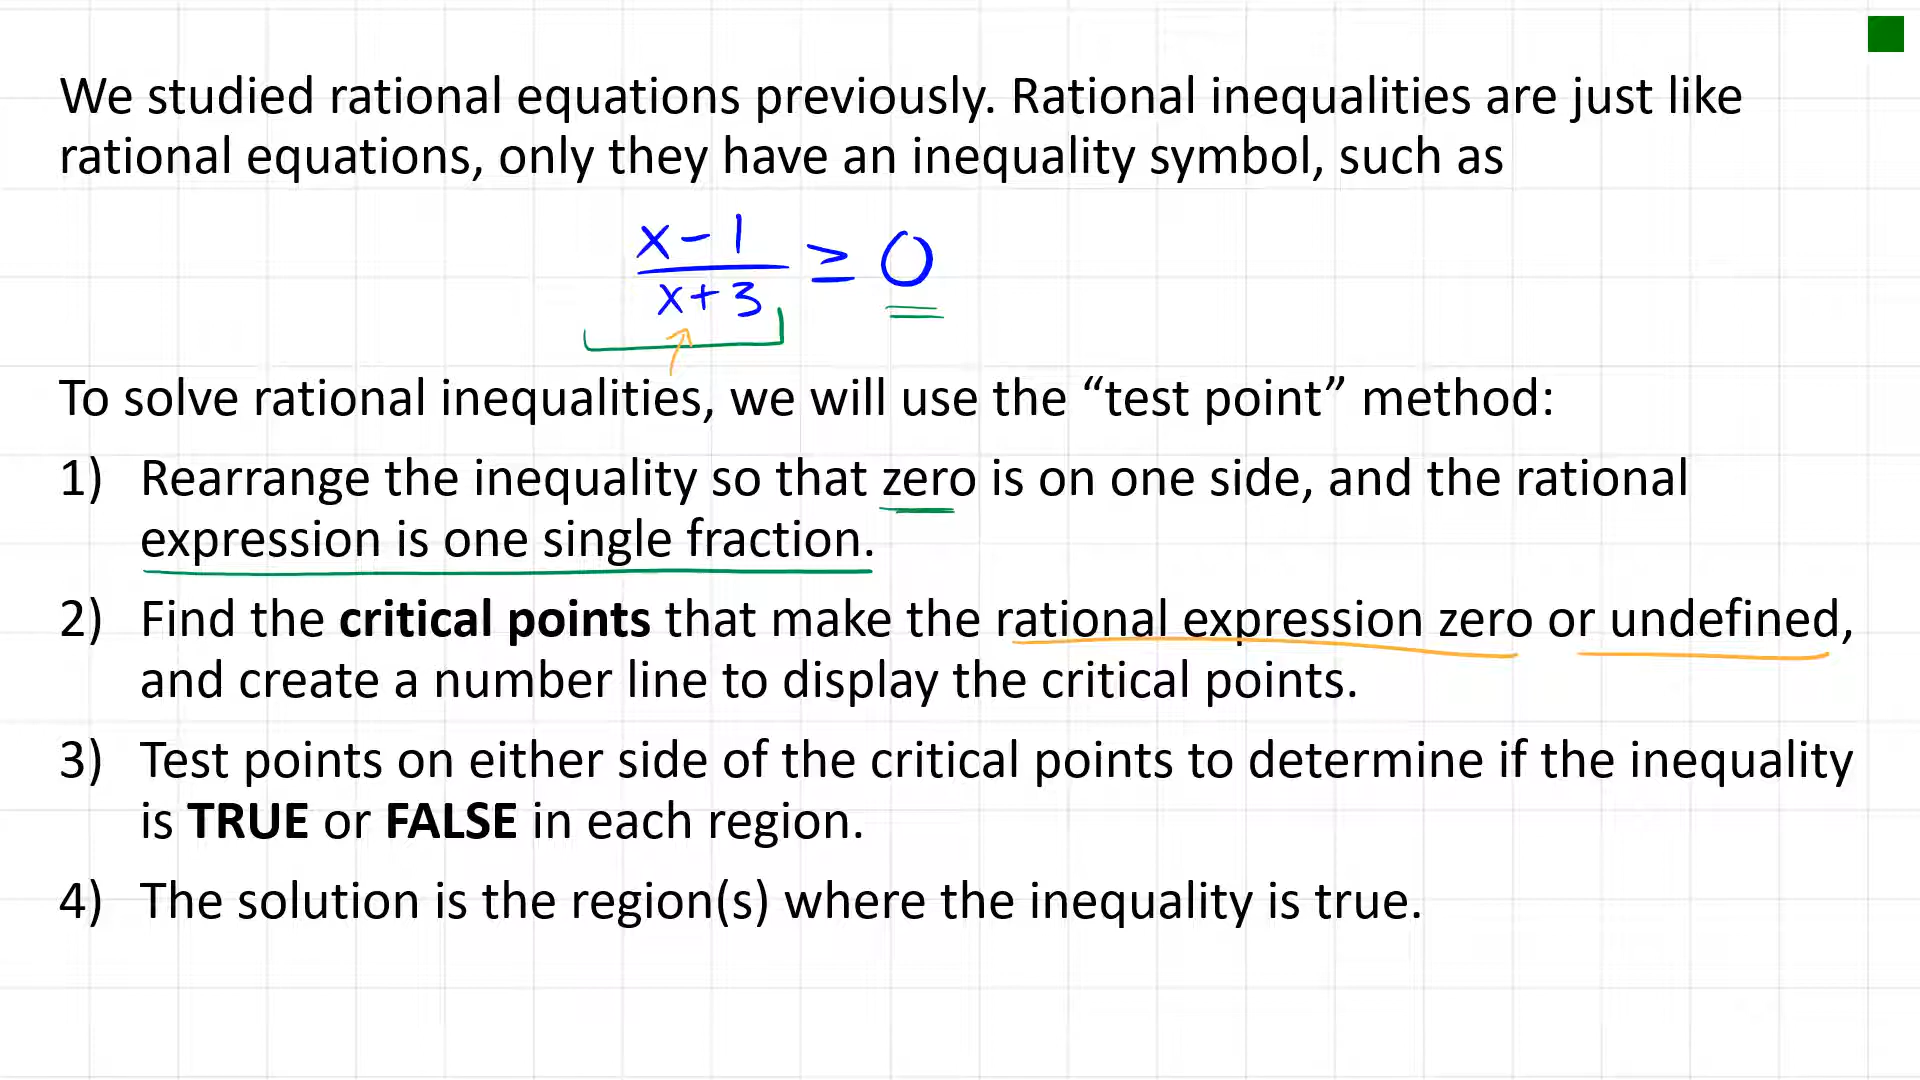 We studied rational equations previously. Rational inequalities are just like
rational equations, only they have an inequality symbol, such as
x - 1
x + 3
≥ 0
To solve rational inequalities, we will use the “test point” method:
1) Rearrange the inequality so that zero is on one side, and the rational
expression is one single fraction.
2) Find the critical points that make the rational expression zero or undefined,
and create a number line to display the critical points.
3) Test points on either side of the critical points to determine if the inequality
is TRUE or FALSE in each region.
4) The solution is the region(s) where the inequality is true.